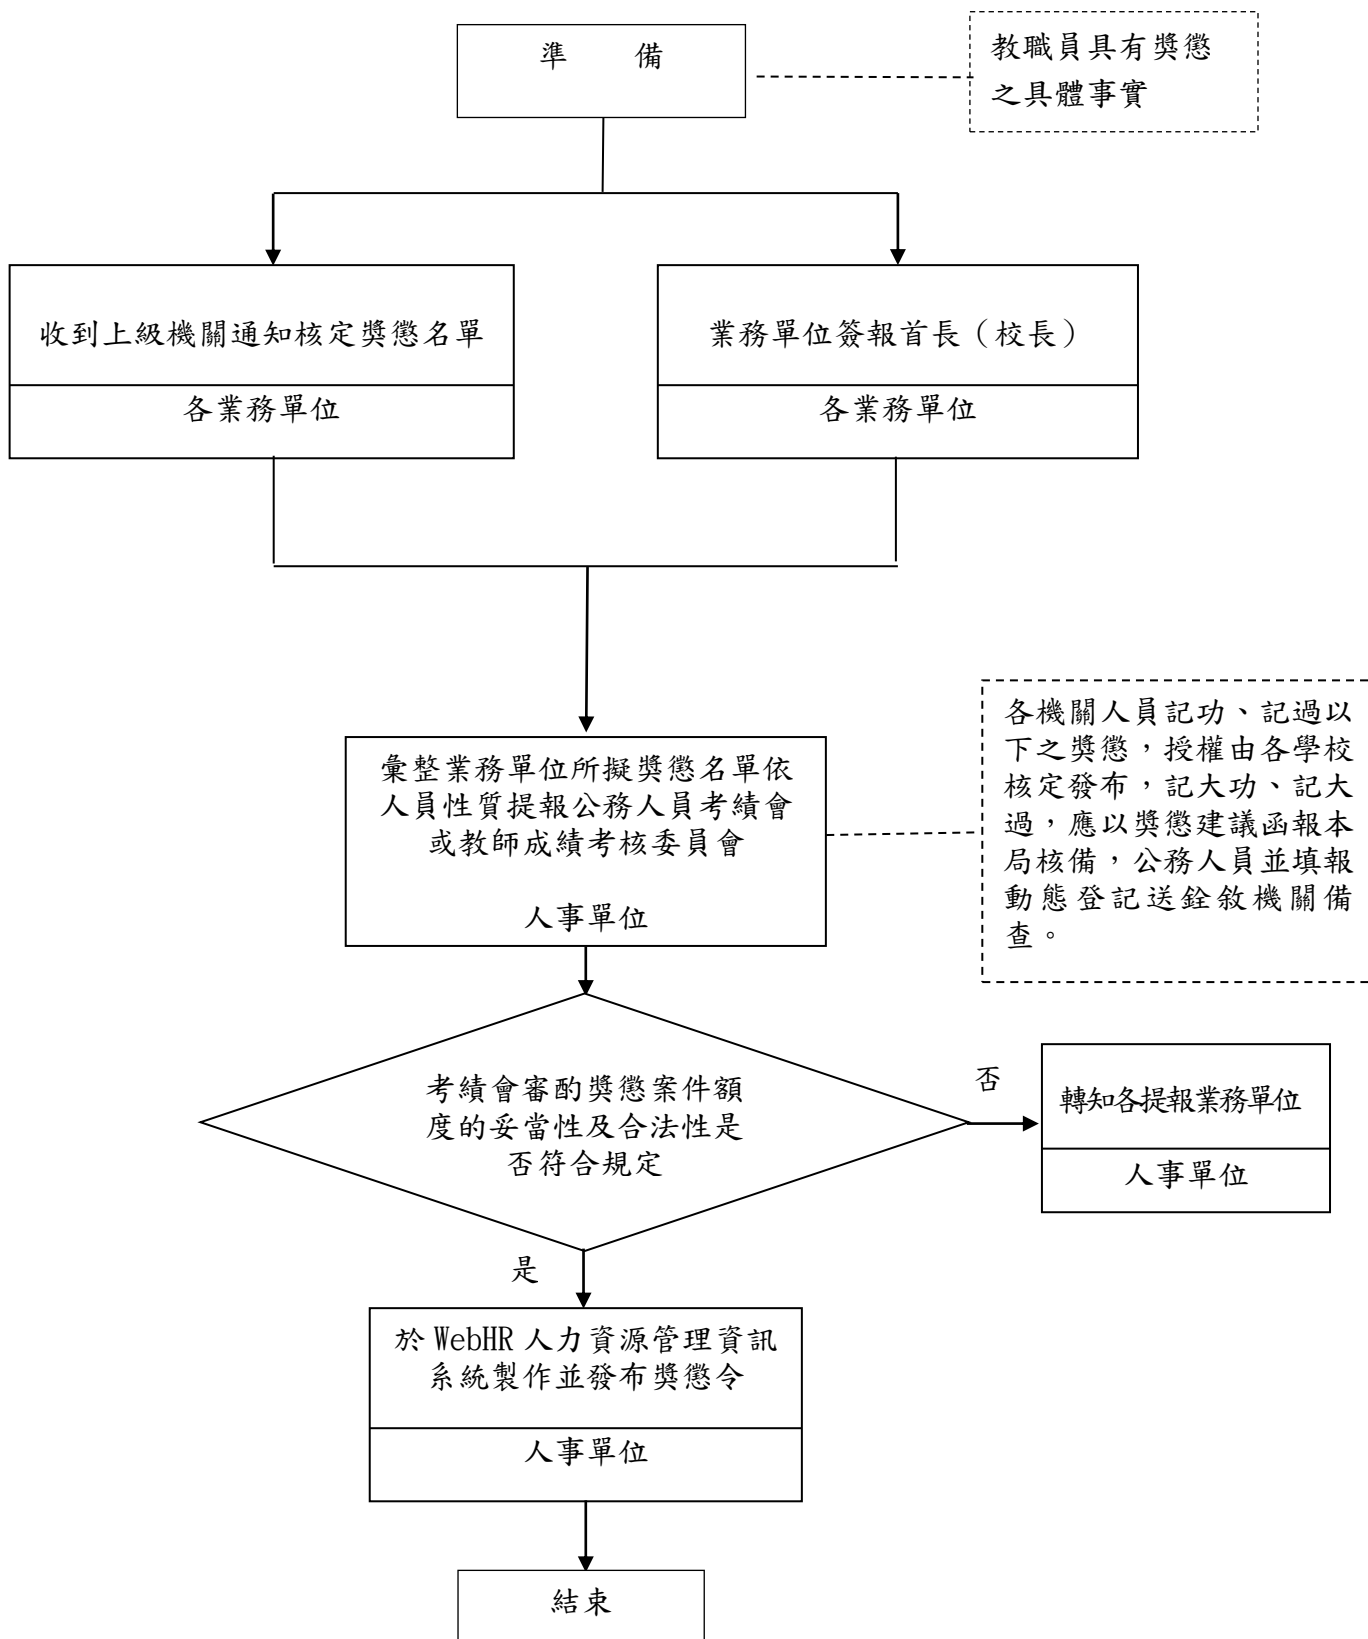 準 備
教職員具有獎懲
之具體事實
收到上級機關通知核定獎懲名單
各業務單位
業務單位簽報首長（校長）
各業務單位
彙整業務單位所擬獎懲名單依
人員性質提報公務人員考績會
或教師成績考核委員會
人事單位
各機關人員記功、記過以
下之獎懲，授權由各學校
核定發布，記大功、記大
過，應以獎懲建議函報本
局核備，公務人員並填報
動態登記送銓敘機關備
查。
考績會審酌獎懲案件額
度的妥當性及合法性是
否符合規定
否
轉知各提報業務單位
人事單位
是
於 WebHR 人力資源管理資訊
系統製作並發布獎懲令
人事單位
結束